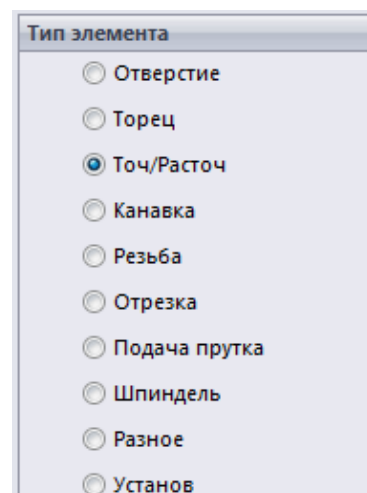 Тип элемента
Отверстие
Торец
Точ/Расточ
Канавка
Резьба
Отрезка
Подача прутка
Шпиндель
Разное
Установ